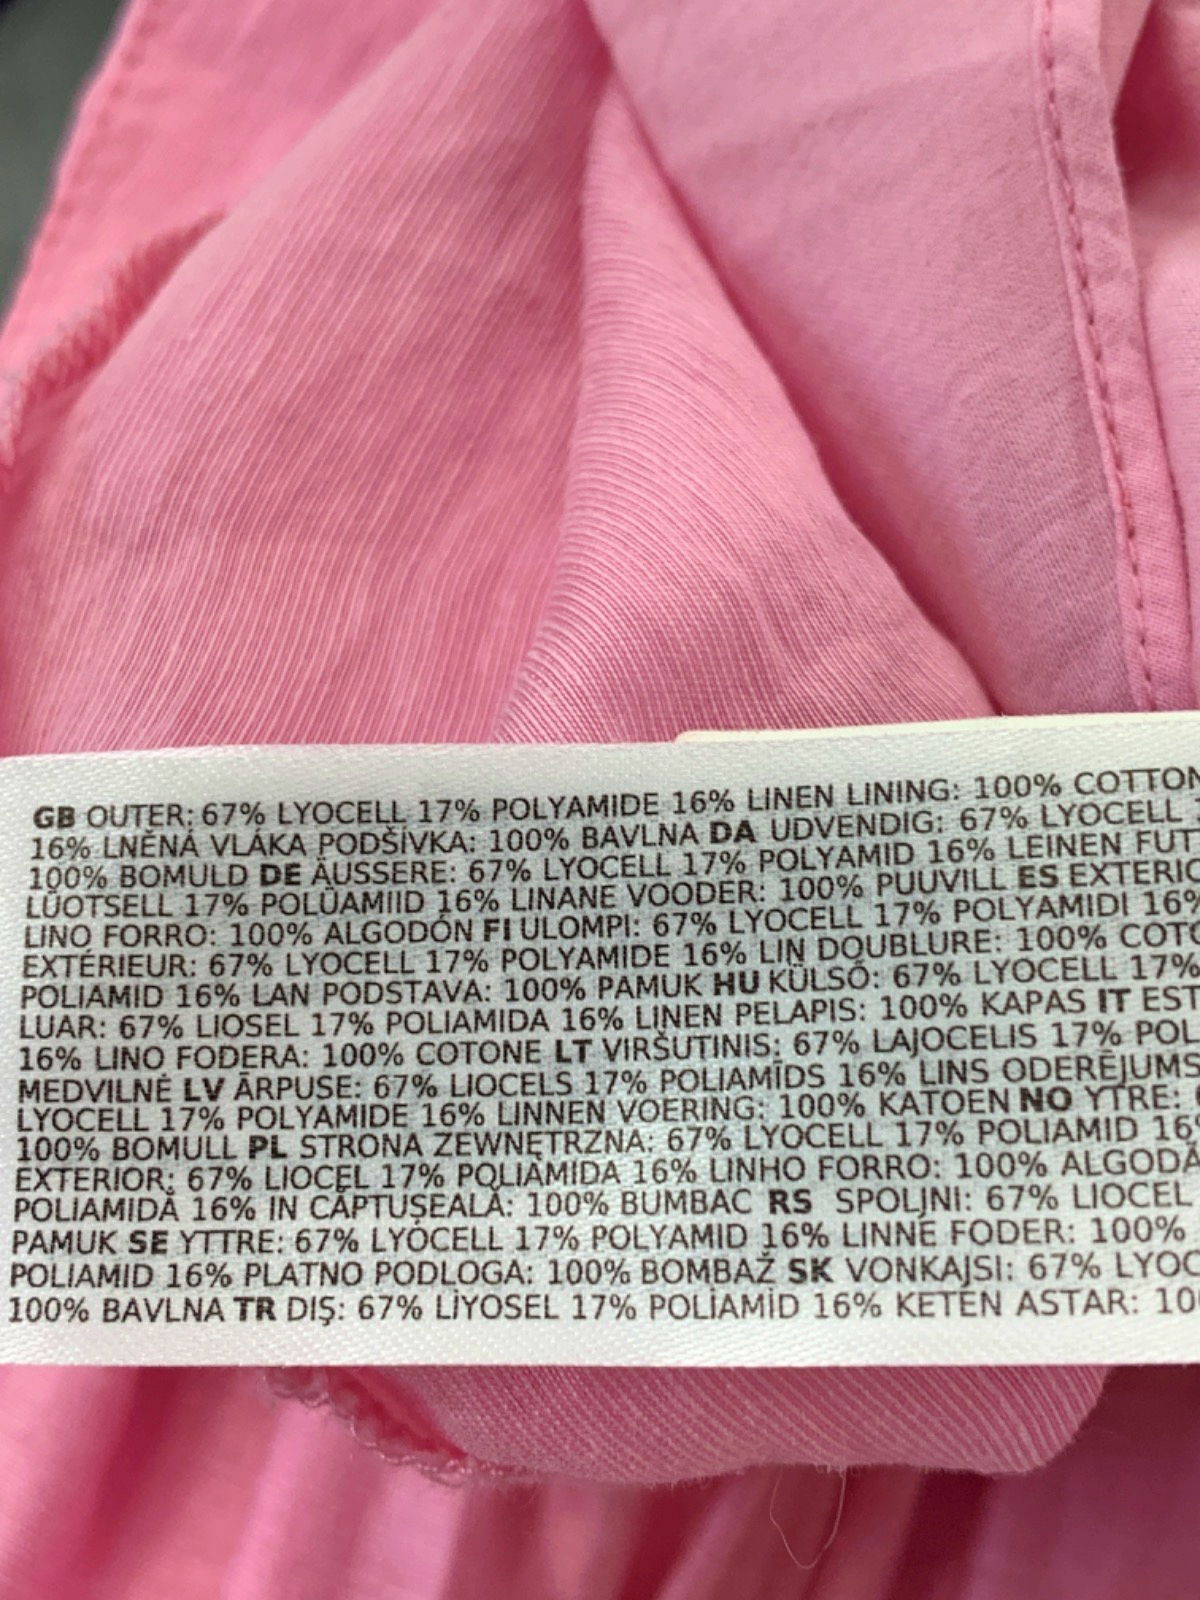 GB OUTER: 67% LYOCELL 17% POLYAMIDE 16% LINEN LINING: 100% COTTON
16% LNĚNÁ VLÁKA PODŠÍVKA: 100% BAVLNA DA UDVENDIG: 67% LYOCELL
100% BOMULD DE ÄUSSERE: 67% LYOCELL 17% POLYAMID 16% LEINEN FUT
LÜOTSELL 17% POLÜAMIID 16% LINANE VOODER: 100% PUUVILL ES EXTERIO
LINO FORRO: 100% ALGODÓN FI ULOMPI: 67% LYOCELL 17% POLYAMIDI 16%
EXTÉRIEUR: 67% LYOCELL 17% POLYAMIDE 16% LIN DOUBLURE: 100% COTO
POLIAMID 16% LAN PODSTAVA: 100% PAMUK HU KÜLSŐ: 67% LYOCELL 17%
LUAR: 67% LIOSEL 17% POLIAMIDA 16% LINEN PELAPIS: 100% KAPAS IT EST
16% LINO FODERA: 100% COTONE LT VIRŠUTINIS: 67% LAJOCELIS 17% POL
MEDVILNĖ LV ĀRPUSE: 67% LIOCELS 17% POLIAMĪDS 16% LINS ODERĒJUMS
LYOCELL 17% POLYAMIDE 16% LINNEN VOERING: 100% KATOEN NO YTRE:
100% BOMULL PL STRONA ZEWNĘTRZNA: 67% LYOCELL 17% POLIAMID 16%
EXTERIOR: 67% LIOCEL 17% POLIAMIDA 16% LINHO FORRO: 100% ALGODÃ
POLIAMIDĂ 16% IN CĂPTUȘEALĂ: 100% BUMBAC RS SPOLJNI: 67% LIOCEL
PAMUK SE YTTRE: 67% LYOCELL 17% POLYAMID 16% LINNE FODER: 100%
POLIAMID 16% PLATNO PODLOGA: 100% BOMBAŽ SK VONKAJSI: 67% LYOC
100% BAVLNA TR DIŞ: 67% LİYOSEL 17% POLİAMİD 16% KETEN ASTAR: 10